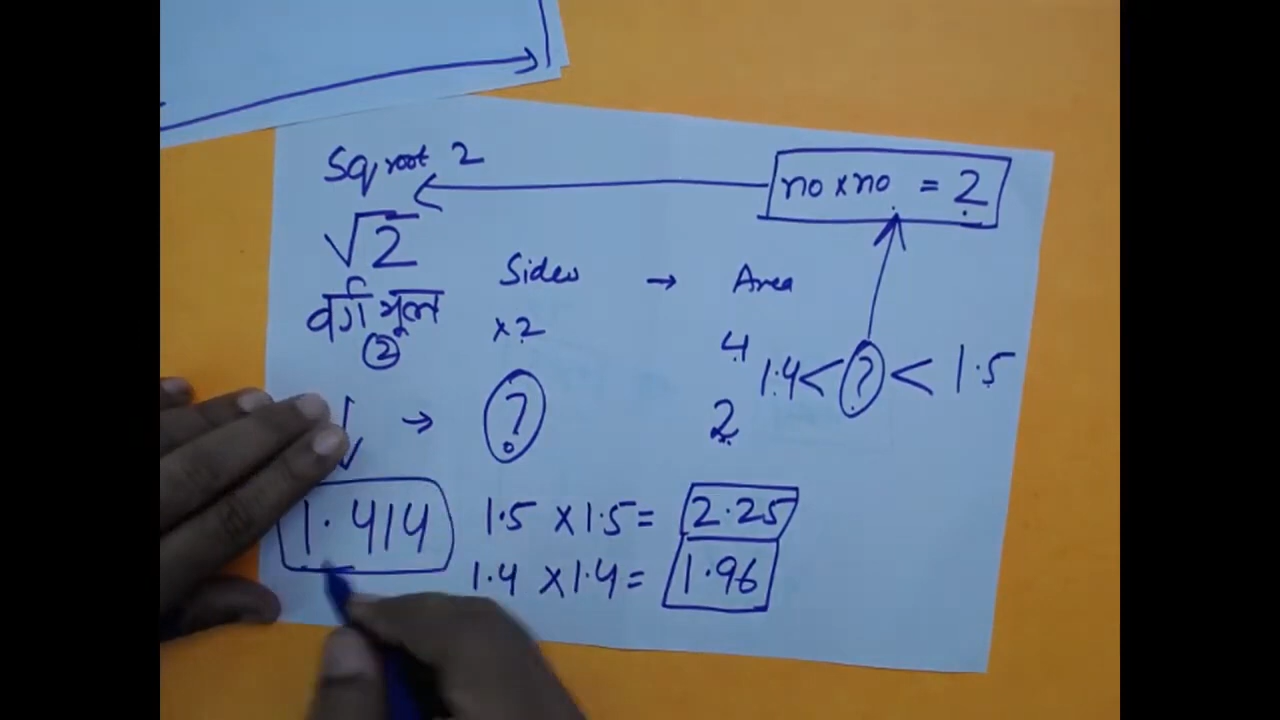 Sq root 2
no x no = 2
√2
वर्ग मूल
2
Sides → Area
x2 4
1.4 < ? < 1.5
→ ? 2
1.414
1.5 x 1.5 = 2.25
1.4 x 1.4 = 1.96